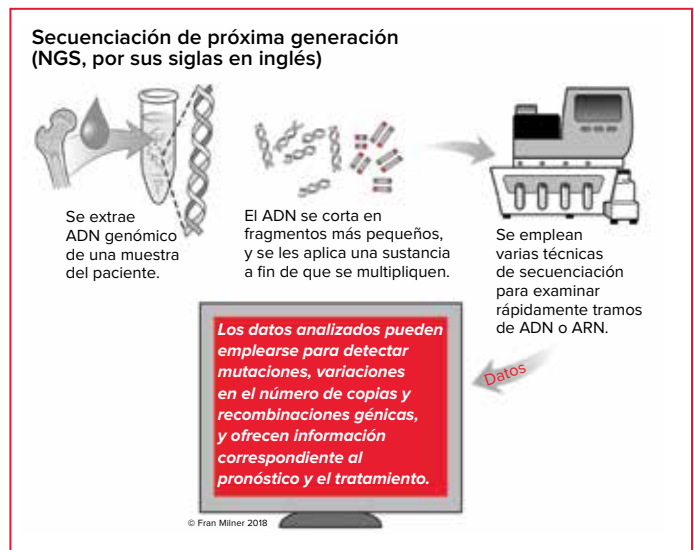 Secuenciación de próxima generación
(NGS, por sus siglas en inglés)
Se extrae
ADN genómico
de una muestra
del paciente.
El ADN se corta en
fragmentos más pequeños,
y se les aplica una sustancia
a fin de que se multipliquen.
Se emplean
varias técnicas
de secuenciación
para examinar
rápidamente tramos
de ADN o ARN.
Datos
Los datos analizados pueden
emplearse para detectar
mutaciones, variaciones
en el número de copias y
recombinaciones génicas,
y ofrecen información
correspondiente al
pronóstico y el tratamiento.
© Fran Milner 2018